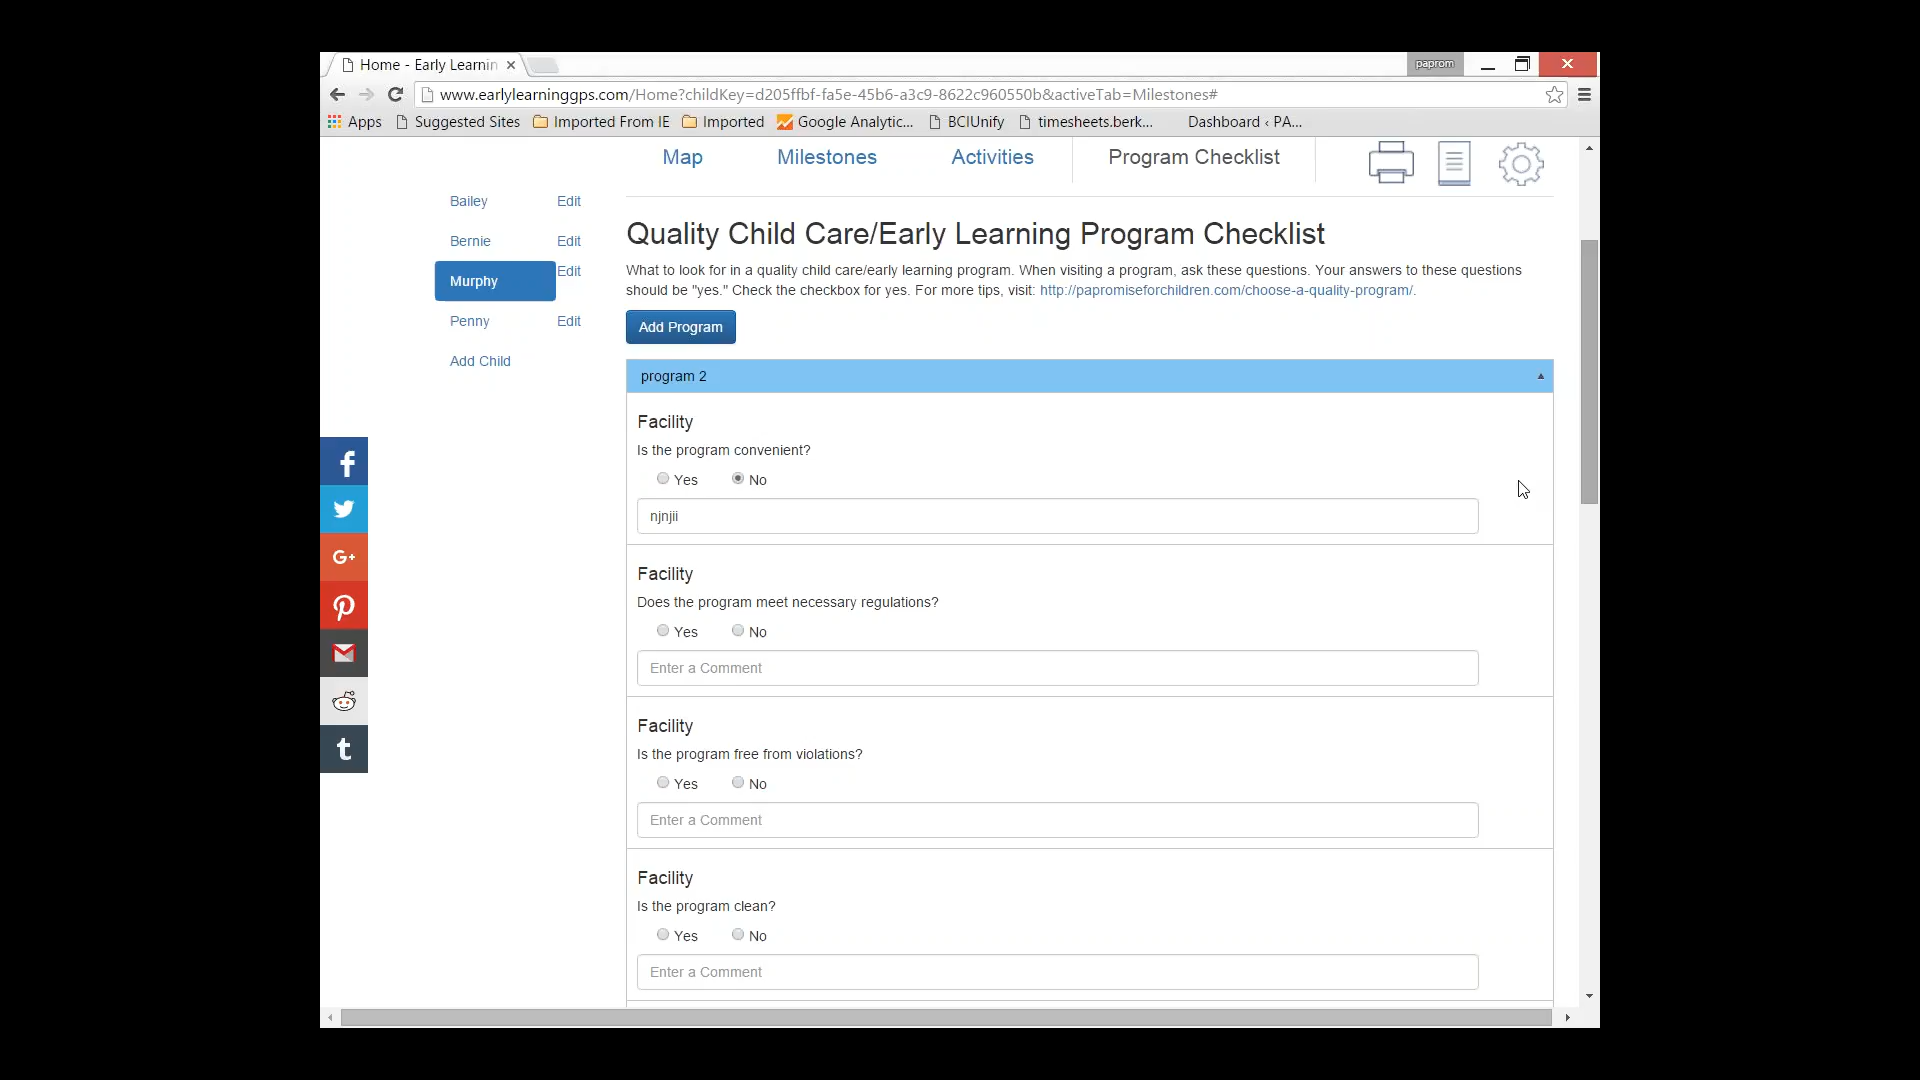 Home - Early Learnin
paprom
www.earlylearninggps.com/Home?childKey=d205ffbf-fa5e-45b6-a3c9-8622c960550b&activeTab=Milestones#
Apps Suggested Sites Imported From IE Imported Google Analytic... BCIUnify timesheets.berk... Dashboard ‹ PA...
Map Milestones Activities Program Checklist
Bailey Edit
Bernie Edit
Murphy Edit
Penny Edit
Add Child
Quality Child Care/Early Learning Program Checklist
What to look for in a quality child care/early learning program. When visiting a program, ask these questions. Your answers to these questions
should be "yes." Check the checkbox for yes. For more tips, visit: http://papromiseforchildren.com/choose-a-quality-program/.
Add Program
program 2
Facility
Is the program convenient?
Yes No
njnjii
Facility
Does the program meet necessary regulations?
Yes No
Enter a Comment
Facility
Is the program free from violations?
Yes No
Enter a Comment
Facility
Is the program clean?
Yes No
Enter a Comment
f
G+
t